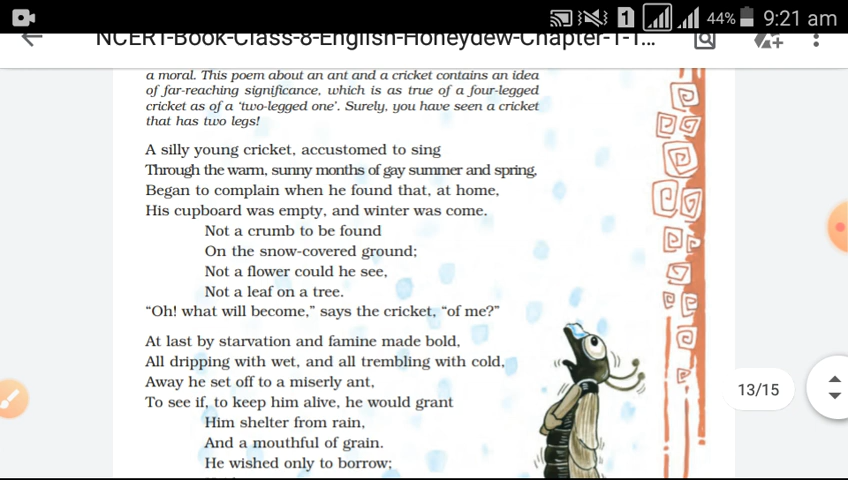 1 44% 9:21 am
NCERT-Book-Class-8-English-Honeydew-Chapter-1-1...
a moral. This poem about an ant and a cricket contains an idea
of far-reaching significance, which is as true of a four-legged
cricket as of a ‘two-legged one’. Surely, you have seen a cricket
that has two legs!
A silly young cricket, accustomed to sing
Through the warm, sunny months of gay summer and spring,
Began to complain when he found that, at home,
His cupboard was empty, and winter was come.
Not a crumb to be found
On the snow-covered ground;
Not a flower could he see,
Not a leaf on a tree.
“Oh! what will become,” says the cricket, “of me?”
At last by starvation and famine made bold,
All dripping with wet, and all trembling with cold,
Away he set off to a miserly ant,
To see if, to keep him alive, he would grant
Him shelter from rain,
And a mouthful of grain.
He wished only to borrow;
13/15